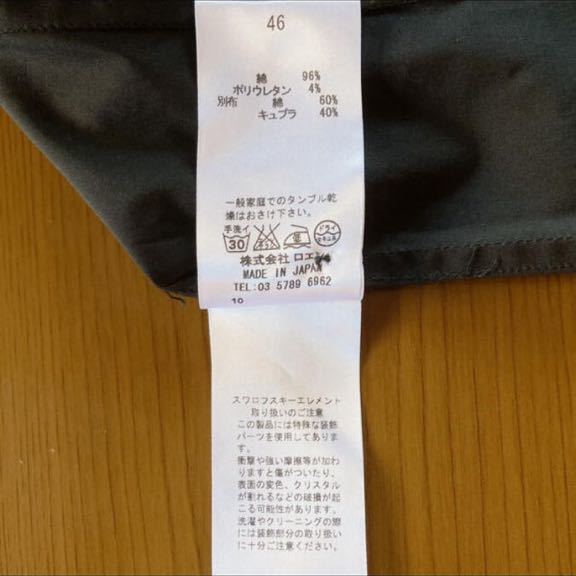 46
綿 96%
ポリウレタン 4%
別布 綿 60%
キュプラ 40%
一般家庭でのタンブル乾
燥はおさけ下さい。
手洗イ
30
ドライ
株式会社 ロエン
MADE IN JAPAN
TEL:03 5789 6962
10
スワロフスキーエレメント
取り扱いのご注意
この製品には特殊な装飾
パーツを使用してありま
す。
衝撃や強い摩擦等が加わ
りますと傷がついたり、
表面の変色、クリスタル
が割れるなどの破損が起
こる可能性があります。
洗濯やクリーニングの際
には装飾部分の取り扱い
に十分ご注意ください。